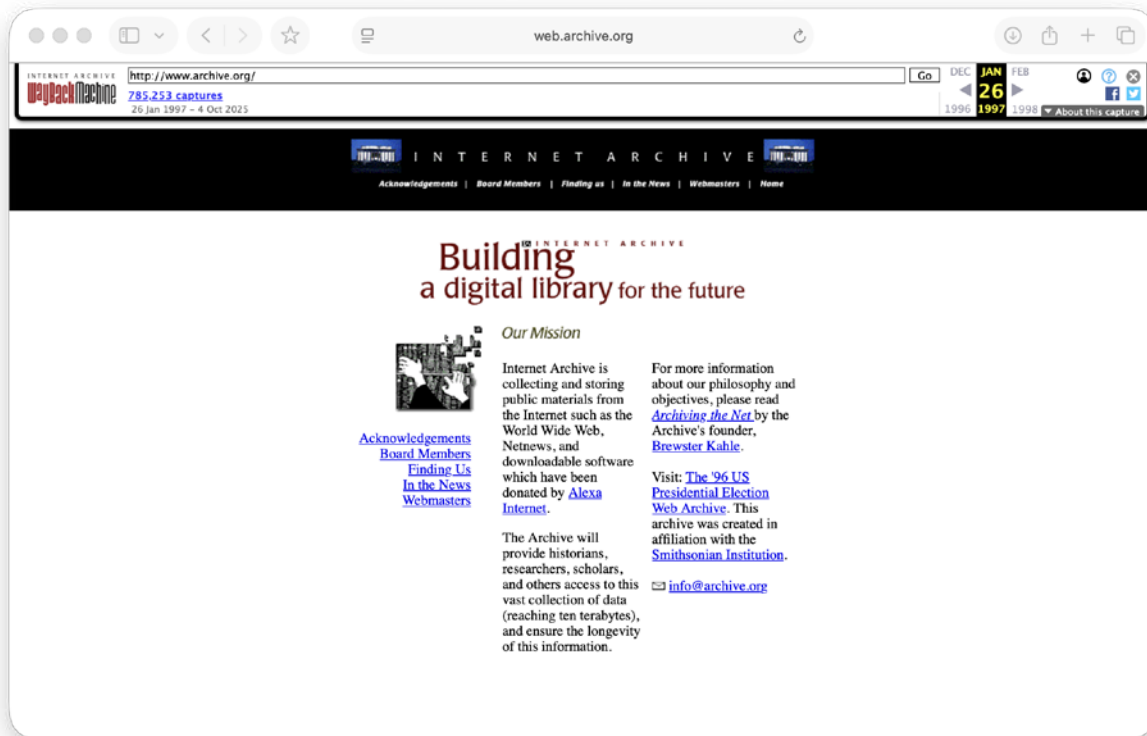 web.archive.org
INTERNET ARCHIVE
WayBackMachine
http://www.archive.org/
Go
785,253 captures
26 Jan 1997 – 4 Oct 2025
DEC JAN FEB
26
1996 1997 1998
▼ About this capture
INTERNET ARCHIVE
Acknowledgements | Board Members | Finding us | In the News | Webmasters | Home
INTERNET ARCHIVE
Building
a digital library for the future
Acknowledgements
Board Members
Finding Us
In the News
Webmasters
Our Mission
Internet Archive is
collecting and storing
public materials from
the Internet such as the
World Wide Web,
Netnews, and
downloadable software
which have been
donated by Alexa
Internet.
The Archive will
provide historians,
researchers, scholars,
and others access to this
vast collection of data
(reaching ten terabytes),
and ensure the longevity
of this information.
For more information
about our philosophy and
objectives, please read
Archiving the Net by the
Archive's founder,
Brewster Kahle.
Visit: The '96 US
Presidential Election
Web Archive. This
archive was created in
affiliation with the
Smithsonian Institution.
info@archive.org